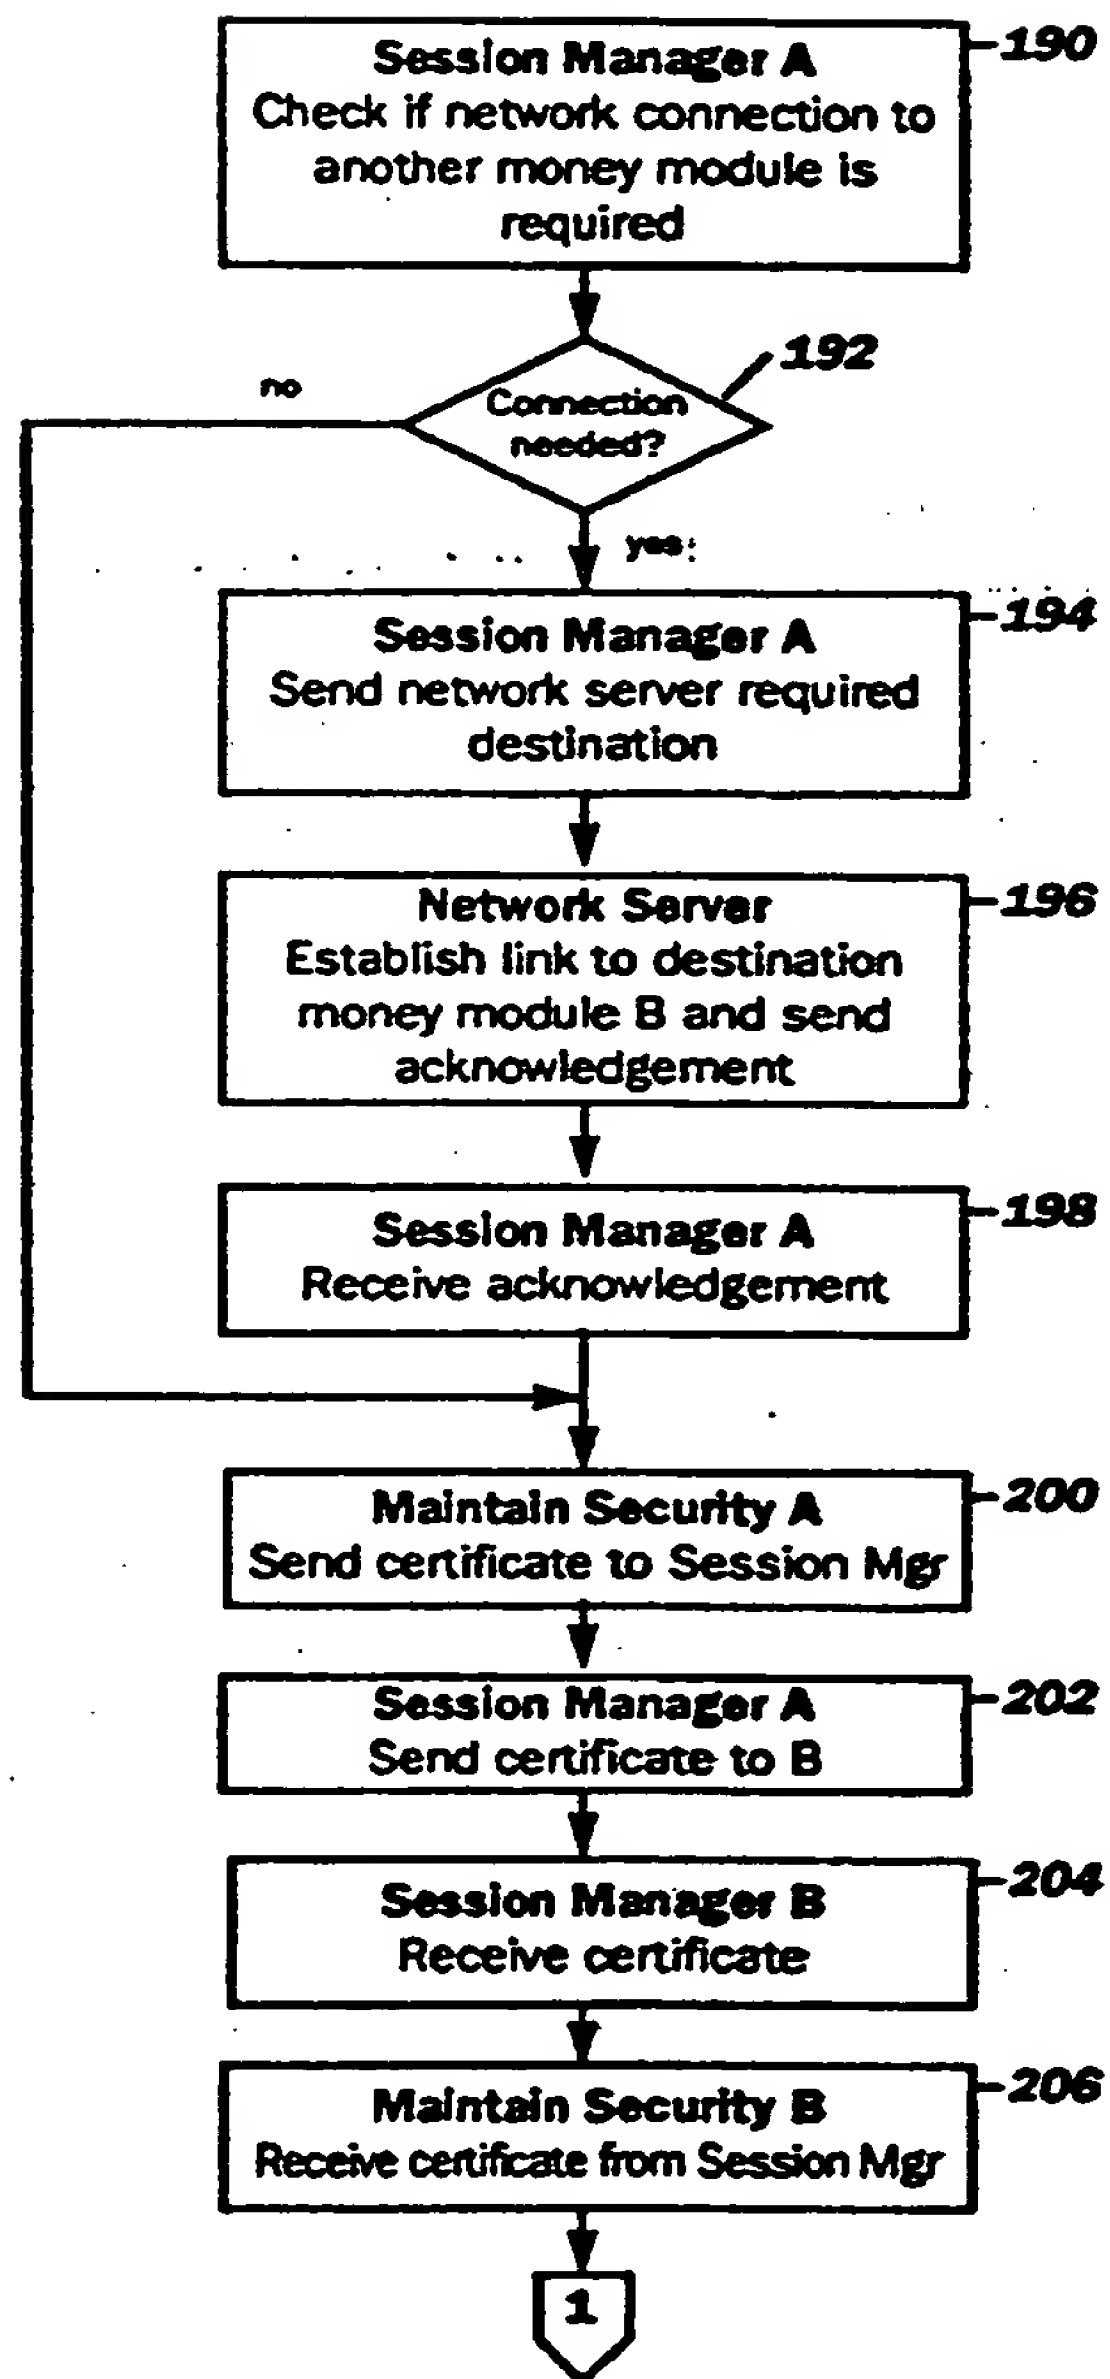 Session Manager A
190
Check if network connection to
another money module is
required
192
no
Connection
needed?
yes:
194
Session Manager A
Send network server required
destination
196
Network Server
Establish link to destination
money module B and send
acknowledgement
198
Session Manager A
Receive acknowledgement
200
Maintain Security A
Send certificate to Session Mgr
202
Session Manager A
Send certificate to B
204
Session Manager B
Receive certificate
206
Maintain Security B
Receive certificate from Session Mgr
1